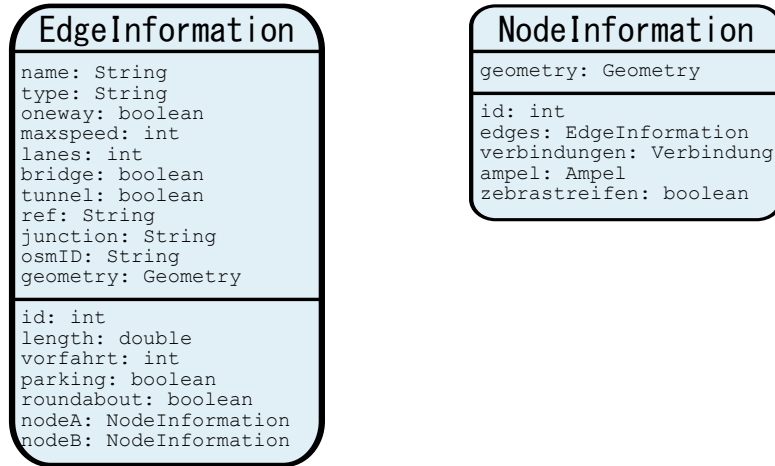 EdgeInformation
name: String
type: String
oneway: boolean
maxspeed: int
lanes: int
bridge: boolean
tunnel: boolean
ref: String
junction: String
osmID: String
geometry: Geometry
id: int
length: double
vorfahrt: int
parking: boolean
roundabout: boolean
nodeA: NodeInformation
nodeB: NodeInformation
NodeInformation
geometry: Geometry
id: int
edges: EdgeInformation
verbindungen: Verbindung
ampel: Ampel
zebrastreifen: boolean